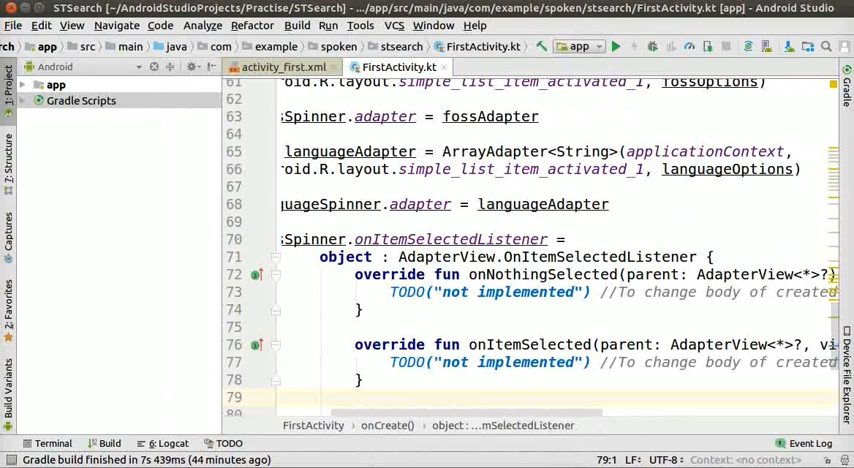 STSearch [~/AndroidStudioProjects/Practise/STSearch] - .../app/src/main/java/com/example/spoken/stsearch/FirstActivity.kt [app] - Android Studio
File Edit View Navigate Code Analyze Refactor Build Run Tools VCS Window Help
rch app src main java com example spoken stsearch FirstActivity.kt app
Android activity_first.xml FirstActivity.kt
1: Project
7: Structure
Captures
2: Favorites
Build Variants
app
Gradle Scripts
61 oid.R.layout.simple_list_item_activated_1, fossOptions)
62
63 sSpinner.adapter = fossAdapter
64
65 languageAdapter = ArrayAdapter<String>(applicationContext,
66 roid.R.layout.simple_list_item_activated_1, languageOptions)
67
68 guageSpinner.adapter = languageAdapter
69
70 sSpinner.onItemSelectedListener =
71 object : AdapterView.OnItemSelectedListener {
72 override fun onNothingSelected(parent: AdapterView<*>?)
73 TODO("not implemented") //To change body of created
74 }
75
76 override fun onItemSelected(parent: AdapterView<*>?, vi
77 TODO("not implemented") //To change body of created
78 }
79
80
Gradle
Device File Explorer
FirstActivity onCreate() object: ...mSelectedListener
Terminal Build 6: Logcat TODO Event Log
Gradle build finished in 7s 439ms (44 minutes ago) 79:1 LF÷ UTF-8÷ Context: <no context>